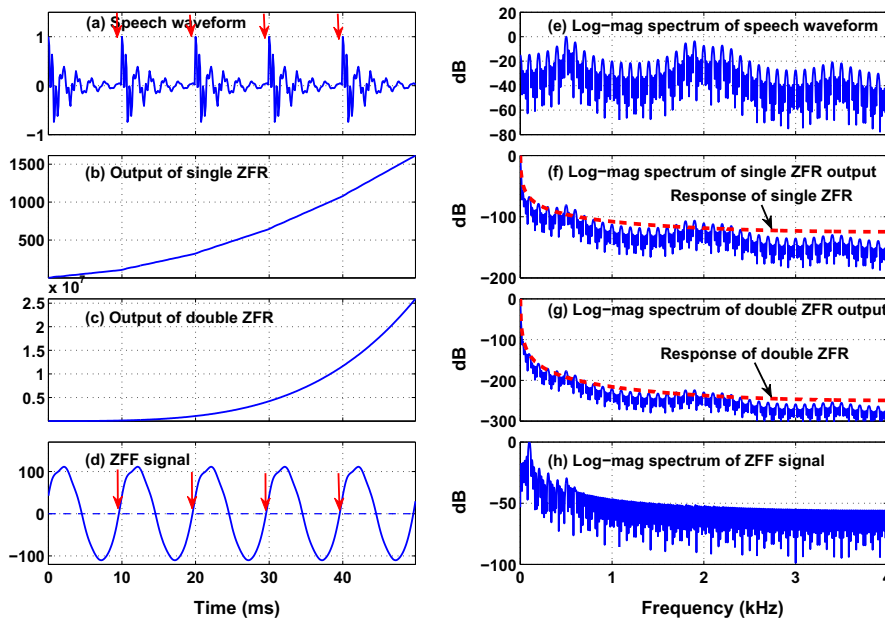 (a) Speech waveform
1
0
−1
(b) Output of single ZFR
1500
1000
500
x 10⁷
(c) Output of double ZFR
2.5
2
1.5
1
0.5
(d) ZFF signal
100
0
−100
0
10
20
30
40
Time (ms)
(e) Log−mag spectrum of speech waveform
20
0
−20
−40
−60
−80
dB
(f) Log−mag spectrum of single ZFR output
Response of single ZFR
0
−100
−200
dB
(g) Log−mag spectrum of double ZFR output
Response of double ZFR
0
−100
−200
−300
dB
(h) Log−mag spectrum of ZFF signal
0
−50
−100
dB
0
1
2
3
4
Frequency (kHz)